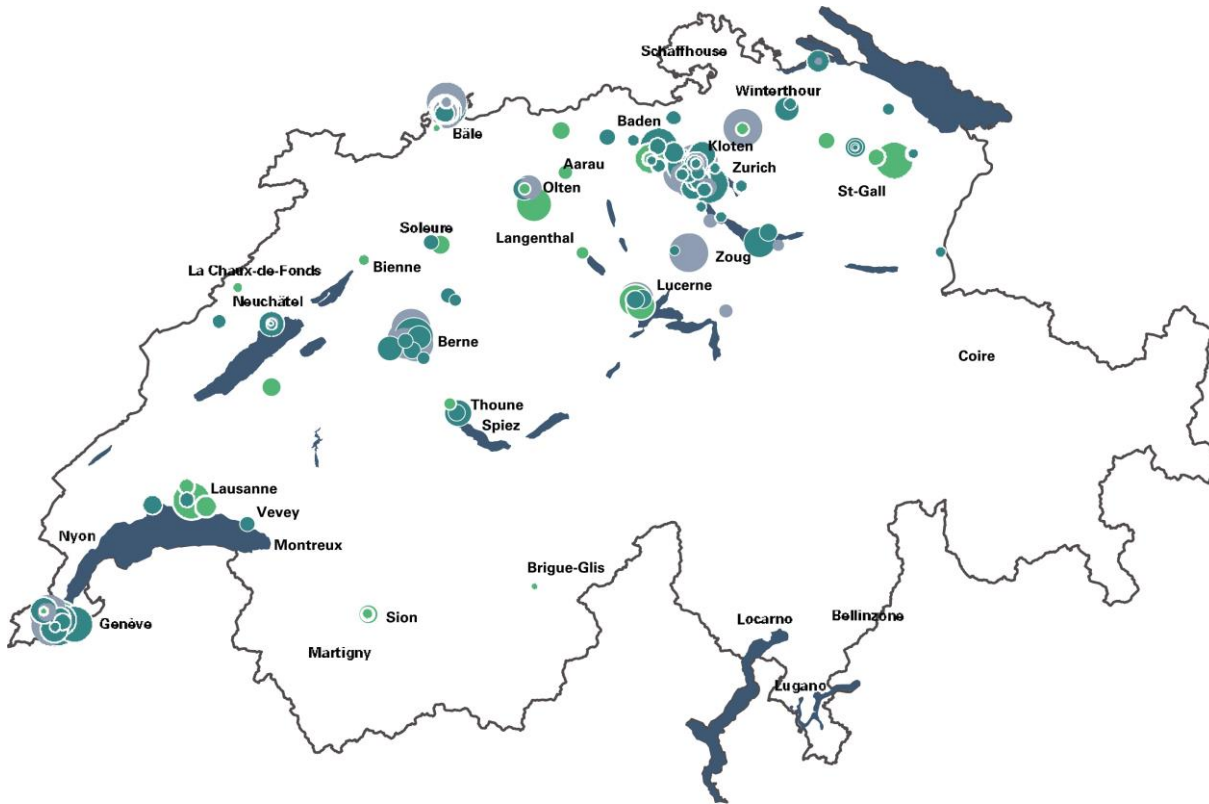 Schaffhouse
Winterthour
Baden
Bâle
Kloten
Aarau
Zurich
Olten
St-Gall
Soleure
Langenthal
Zoug
Bienne
La Chaux-de-Fonds
Lucerne
Neuchâtel
Berne
Coire
Thoune
Spiez
Lausanne
Vevey
Nyon
Montreux
Brigue-Glis
Sion
Locarno
Bellinzone
Genève
Martigny
Lugano